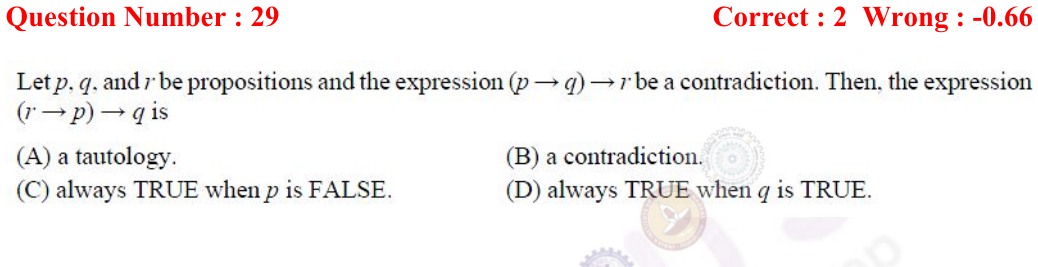 Question Number : 29 Correct : 2 Wrong : -0.66
Let p, q, and r be propositions and the expression (p → q) → r be a contradiction. Then, the expression
(r → p) → q is
(A) a tautology. (B) a contradiction.
(C) always TRUE when p is FALSE. (D) always TRUE when q is TRUE.